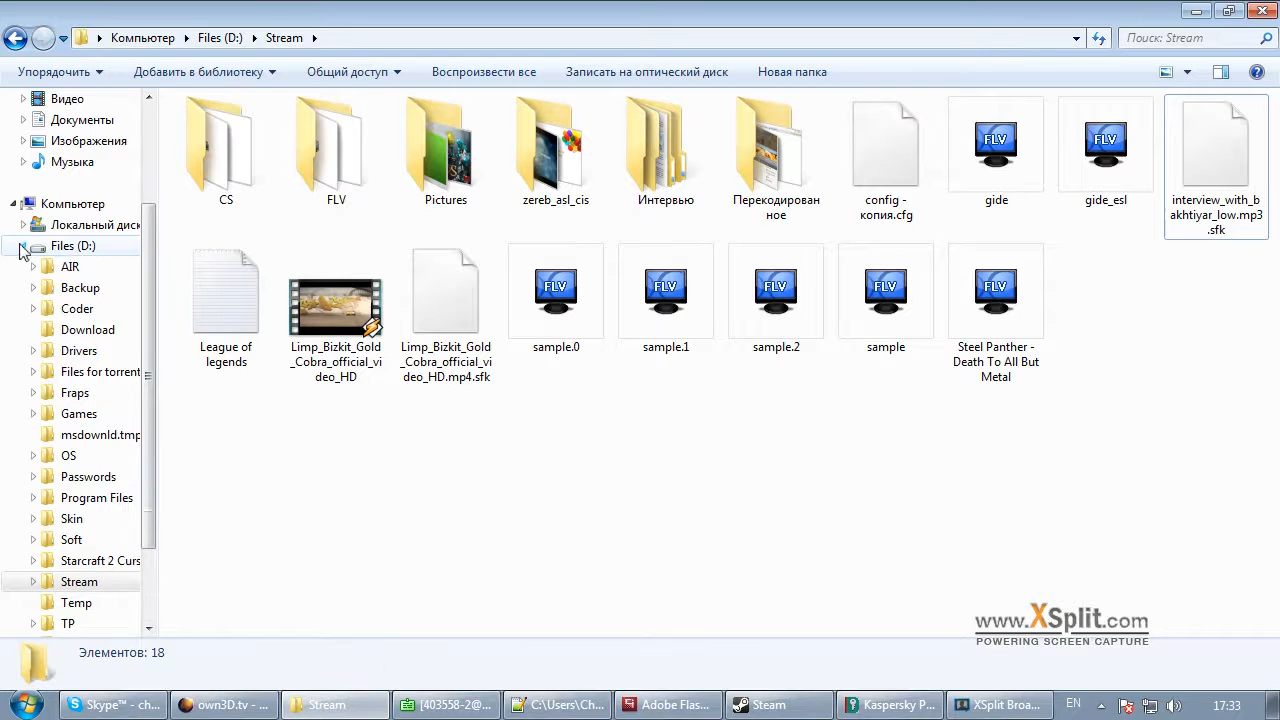 Компьютер Files (D:) Stream
Поиск: Stream
Упорядочить Добавить в библиотеку Общий доступ Воспроизвести все Записать на оптический диск Новая папка
Видео
Документы
Изображения
Музыка
Компьютер
Локальный диск
Files (D:)
AIR
Backup
Coder
Download
Drivers
Files for torrent
Fraps
Games
msdownld.tmp
OS
Passwords
Program Files
Skin
Soft
Starcraft 2 Curs
Stream
Temp
TP
CS
FLV
Pictures
zereb_asl_cis
Интервью
Перекодирован
ное
config -
копия.cfg
FLV
gide
FLV
gide_esl
interview_with_b
akhtiyar_low.mp3
.sfk
League of
legends
Limp_Bizkit_Gold
_Cobra_official_vi
deo_HD
Limp_Bizkit_Gold
_Cobra_official_vi
deo_HD.mp4.sfk
FLV
sample.0
FLV
sample.1
FLV
sample.2
FLV
sample
FLV
Steel Panther -
Death To All But
Metal
www.XSplit.com
POWERING SCREEN CAPTURE
Элементов: 18
Skype™ - ch... own3D.tv - ... Stream [403558-2@... C:\Users\Ch... Adobe Flas... Steam Kaspersky P... XSplit Broa... EN 17:33